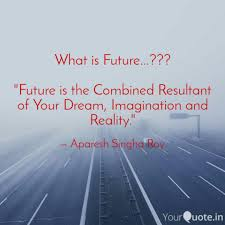 What is Future...???
"Future is the Combined Resultant
of Your Dream, Imagination and
Reality."
— Aparesh Singha Roy
YourQuote.in